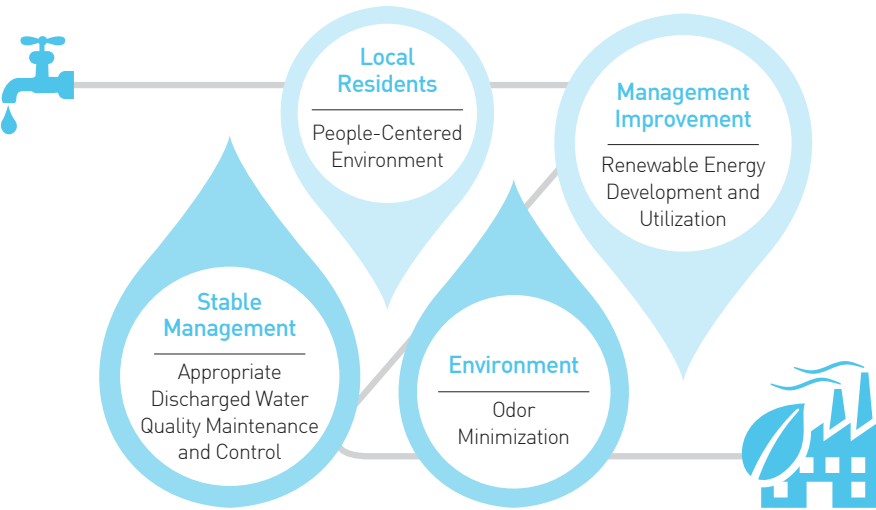 Local
Residents
People-Centered
Environment
Management
Improvement
Renewable Energy
Development and
Utilization
Stable
Management
Appropriate
Discharged Water
Quality Maintenance
and Control
Environment
Odor
Minimization